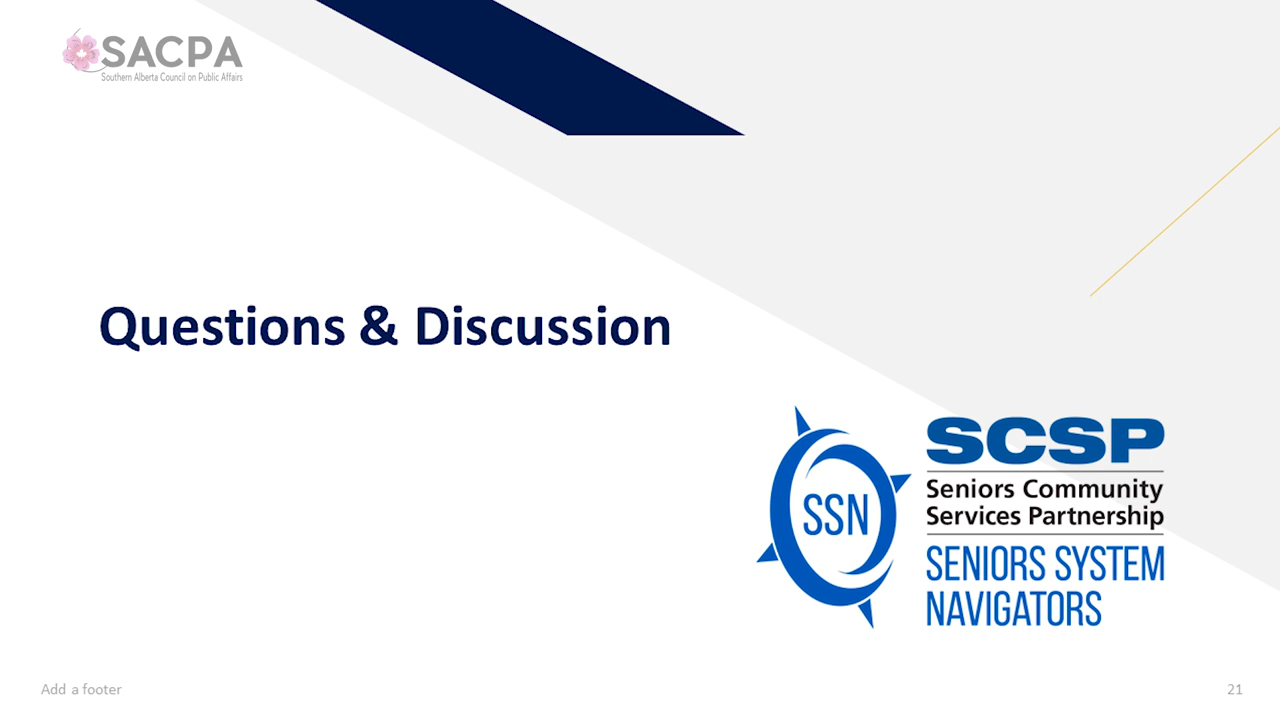 SACPA
Southern Alberta Council on Public Affairs
Questions & Discussion
SSN
SCSP
Seniors Community
Services Partnership
SENIORS SYSTEM
NAVIGATORS
Add a footer
21